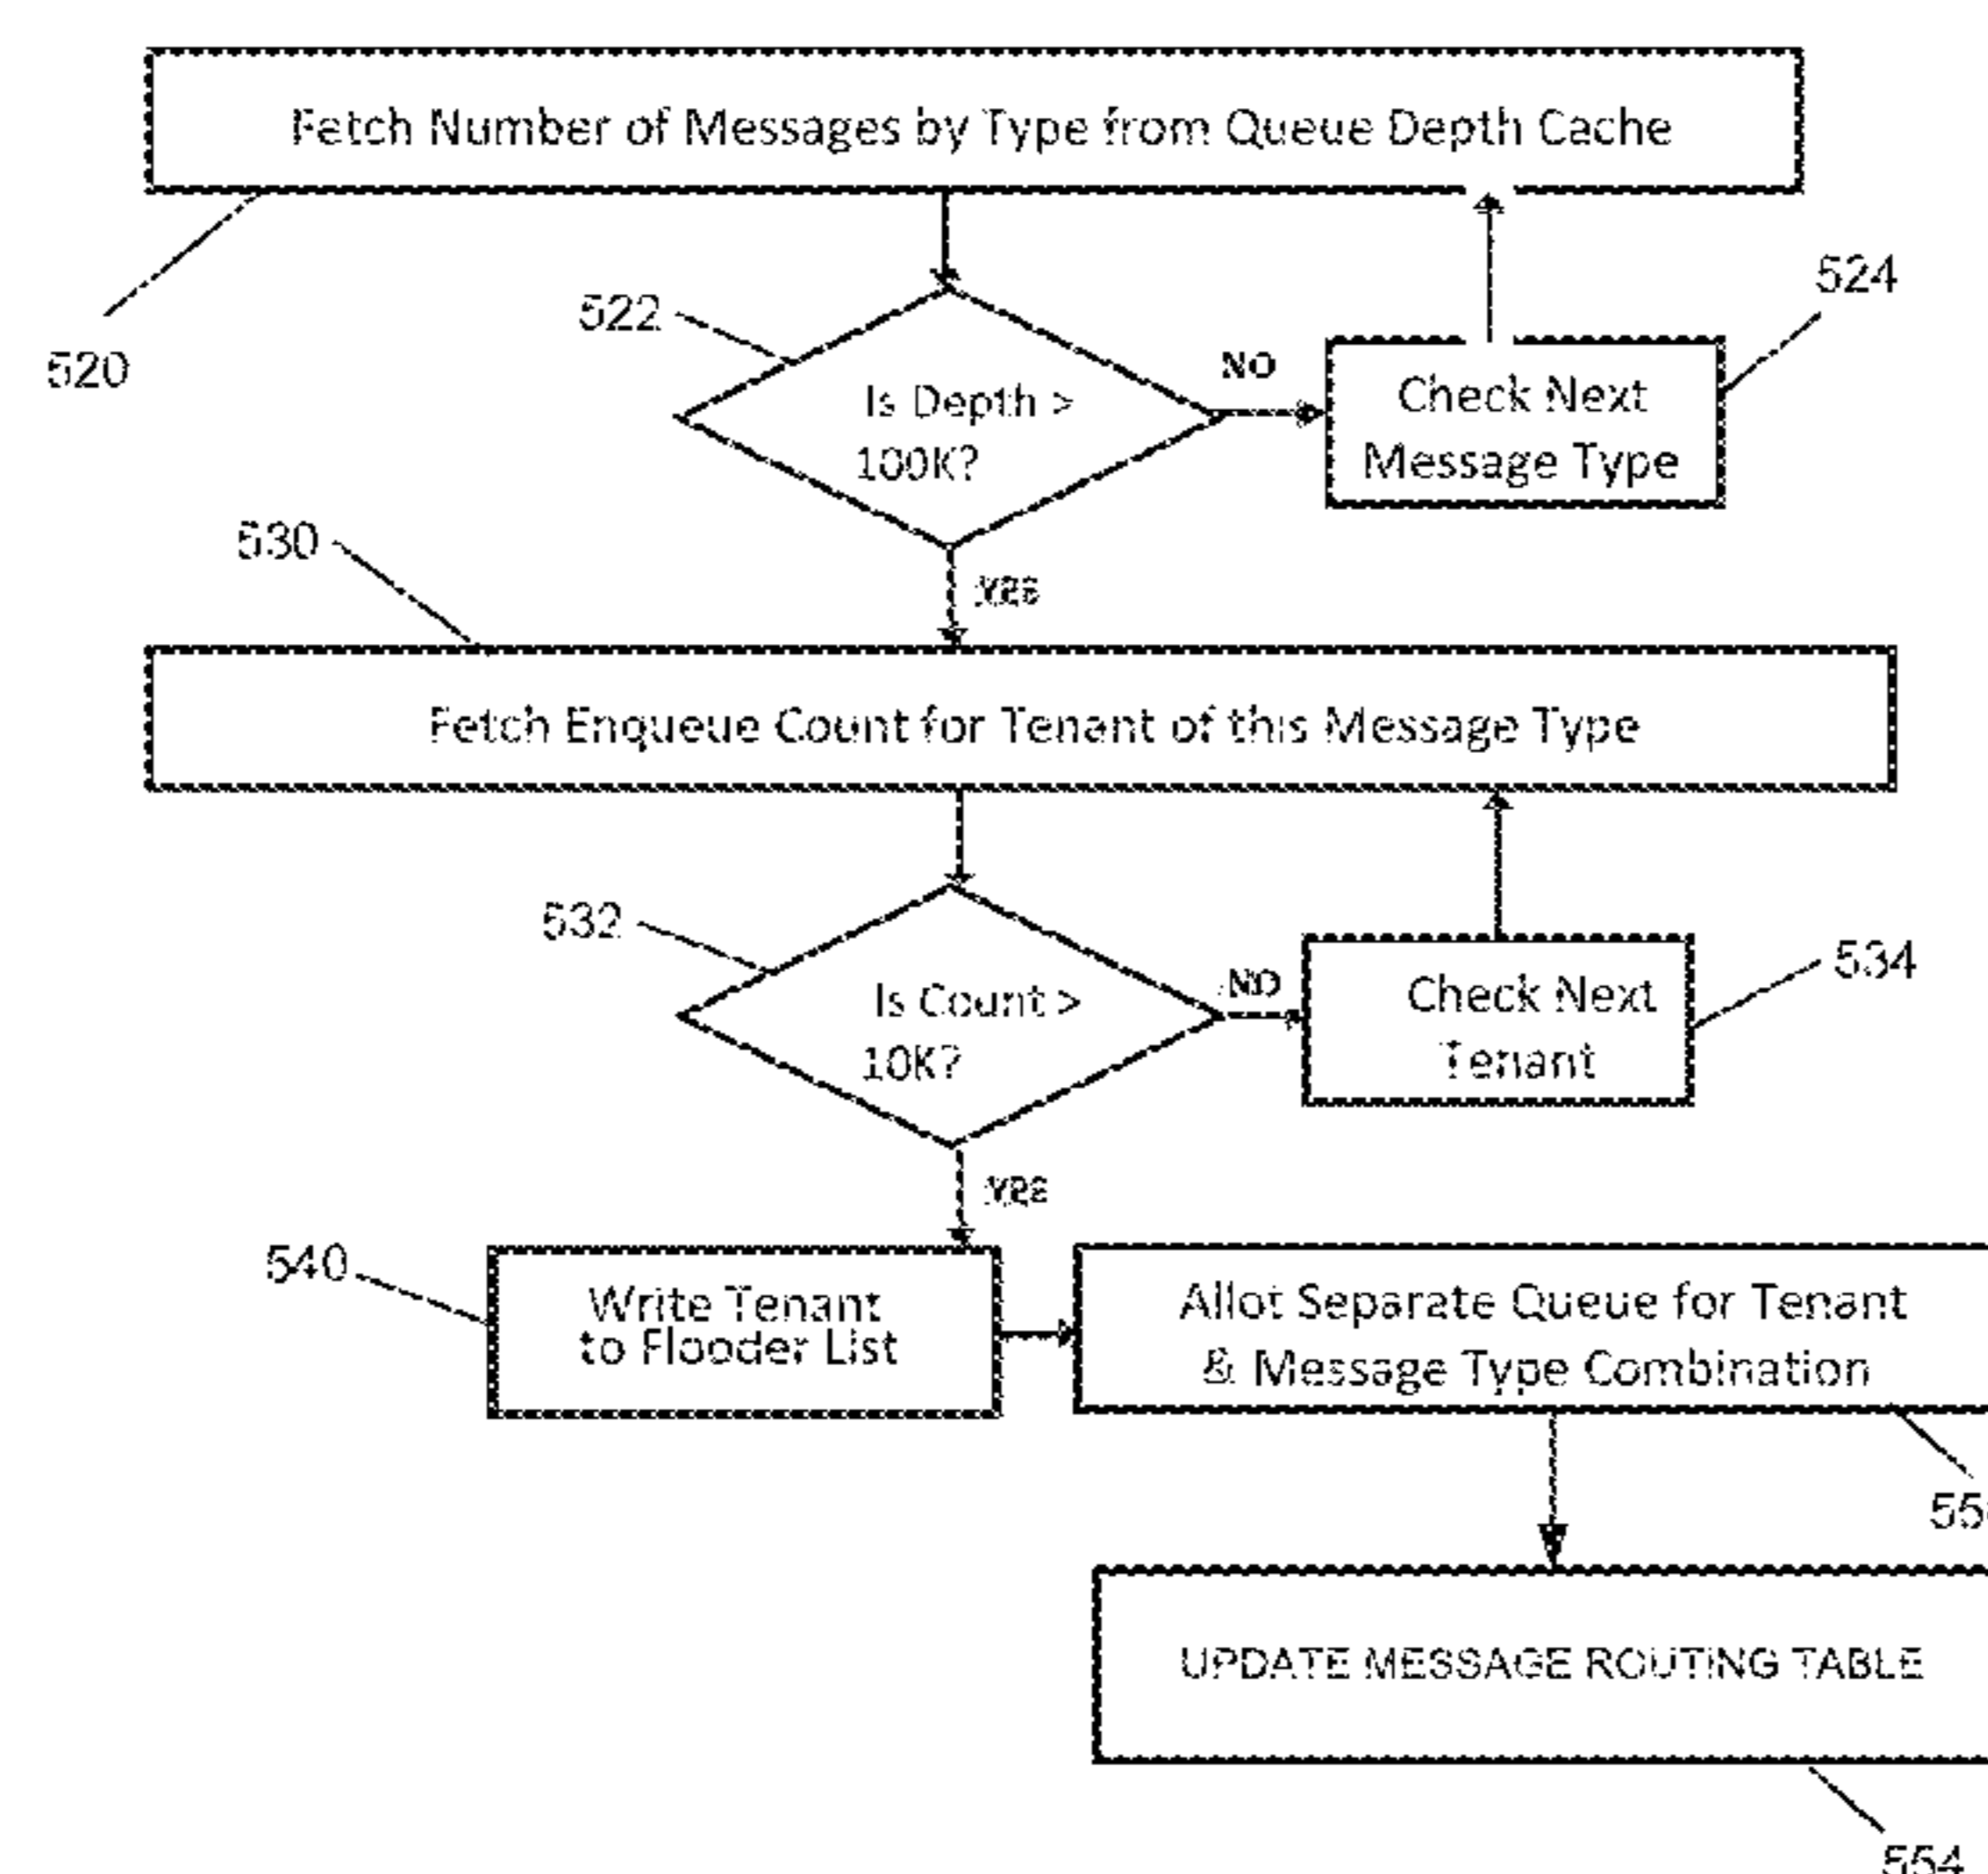 Fetch Number of Messages by Type from Queue Depth Cache
520
522
Is Depth >
100K?
NO
524
Check Next
Message Type
YES
530
Fetch Enqueue Count for Tenant of this Message Type
532
Is Count >
10K?
NO
534
Check Next
Tenant
YES
540
Write Tenant
to Flooder List
Allot Separate Queue for Tenant
& Message Type Combination
UPDATE MESSAGE ROUTING TABLE
554